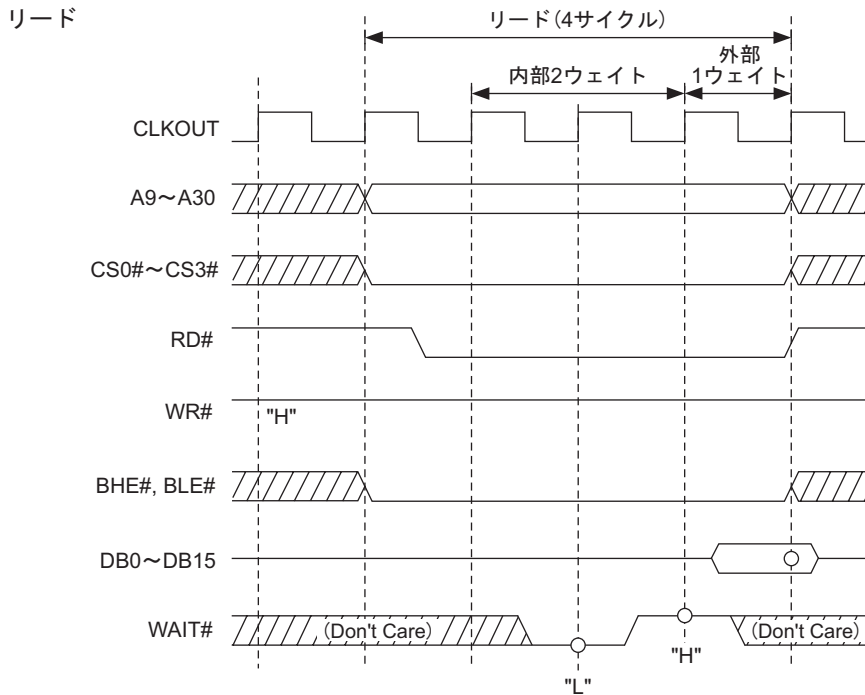 リード
リード(4サイクル)
内部2ウェイト
外部
1ウェイト
CLKOUT
A9～A30
CS0#～CS3#
RD#
WR#
"H"
BHE#, BLE#
DB0～DB15
WAIT#
(Don't Care)
(Don't Care)
"H"
"L"